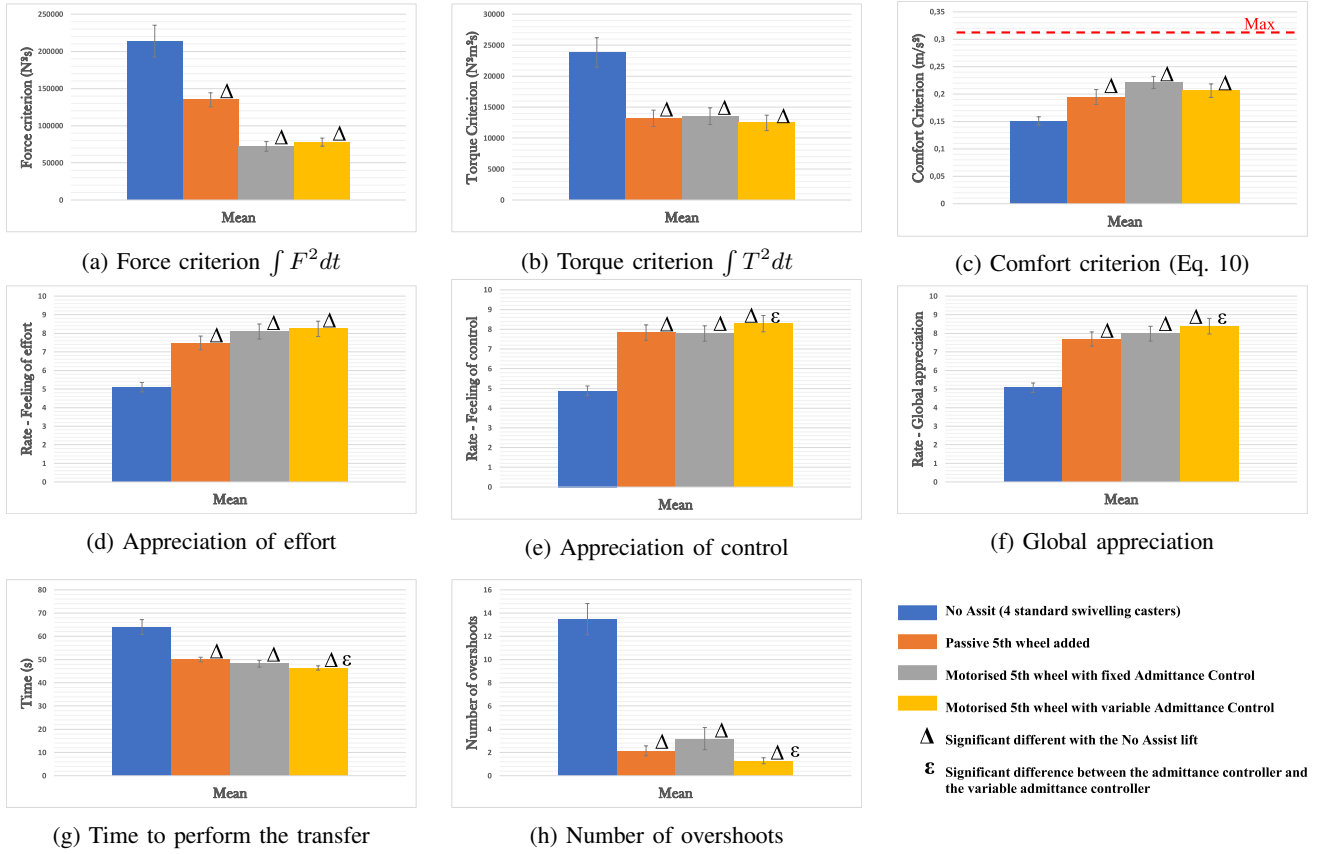 Force criterion (N²s)
250000
200000
150000
100000
50000
0
Δ
Δ
Δ
Mean
(a) Force criterion ∫ F²dt
Torque Criterion (N²m²s)
30000
25000
20000
15000
10000
5000
0
Δ
Δ
Δ
Mean
(b) Torque criterion ∫ T²dt
Comfort Criterion (m/s²)
0,35
0,3
0,25
0,2
0,15
0,1
0,05
0
Max
Δ
Δ
Δ
Mean
(c) Comfort criterion (Eq. 10)
Rate - Feeling of effort
10
9
8
7
6
5
4
3
2
1
0
Δ
Δ
Δ
Mean
(d) Appreciation of effort
Rate - Feeling of control
10
9
8
7
6
5
4
3
2
1
0
Δ
Δ
Δ ε
Mean
(e) Appreciation of control
Rate - Global appreciation
10
9
8
7
6
5
4
3
2
1
0
Δ
Δ
Δ ε
Mean
(f) Global appreciation
Time (s)
80
70
60
50
40
30
20
10
0
Δ
Δ
Δ ε
Mean
(g) Time to perform the transfer
Number of overshoots
16
14
12
10
8
6
4
2
0
Δ
Δ
Δ ε
Mean
(h) Number of overshoots
No Assit (4 standard swivelling casters)
Passive 5th wheel added
Motorised 5th wheel with fixed Admittance Control
Motorised 5th wheel with variable Admittance Control
Δ Significant different with the No Assist lift
ε Significant difference between the admittance controller and
the variable admittance controller